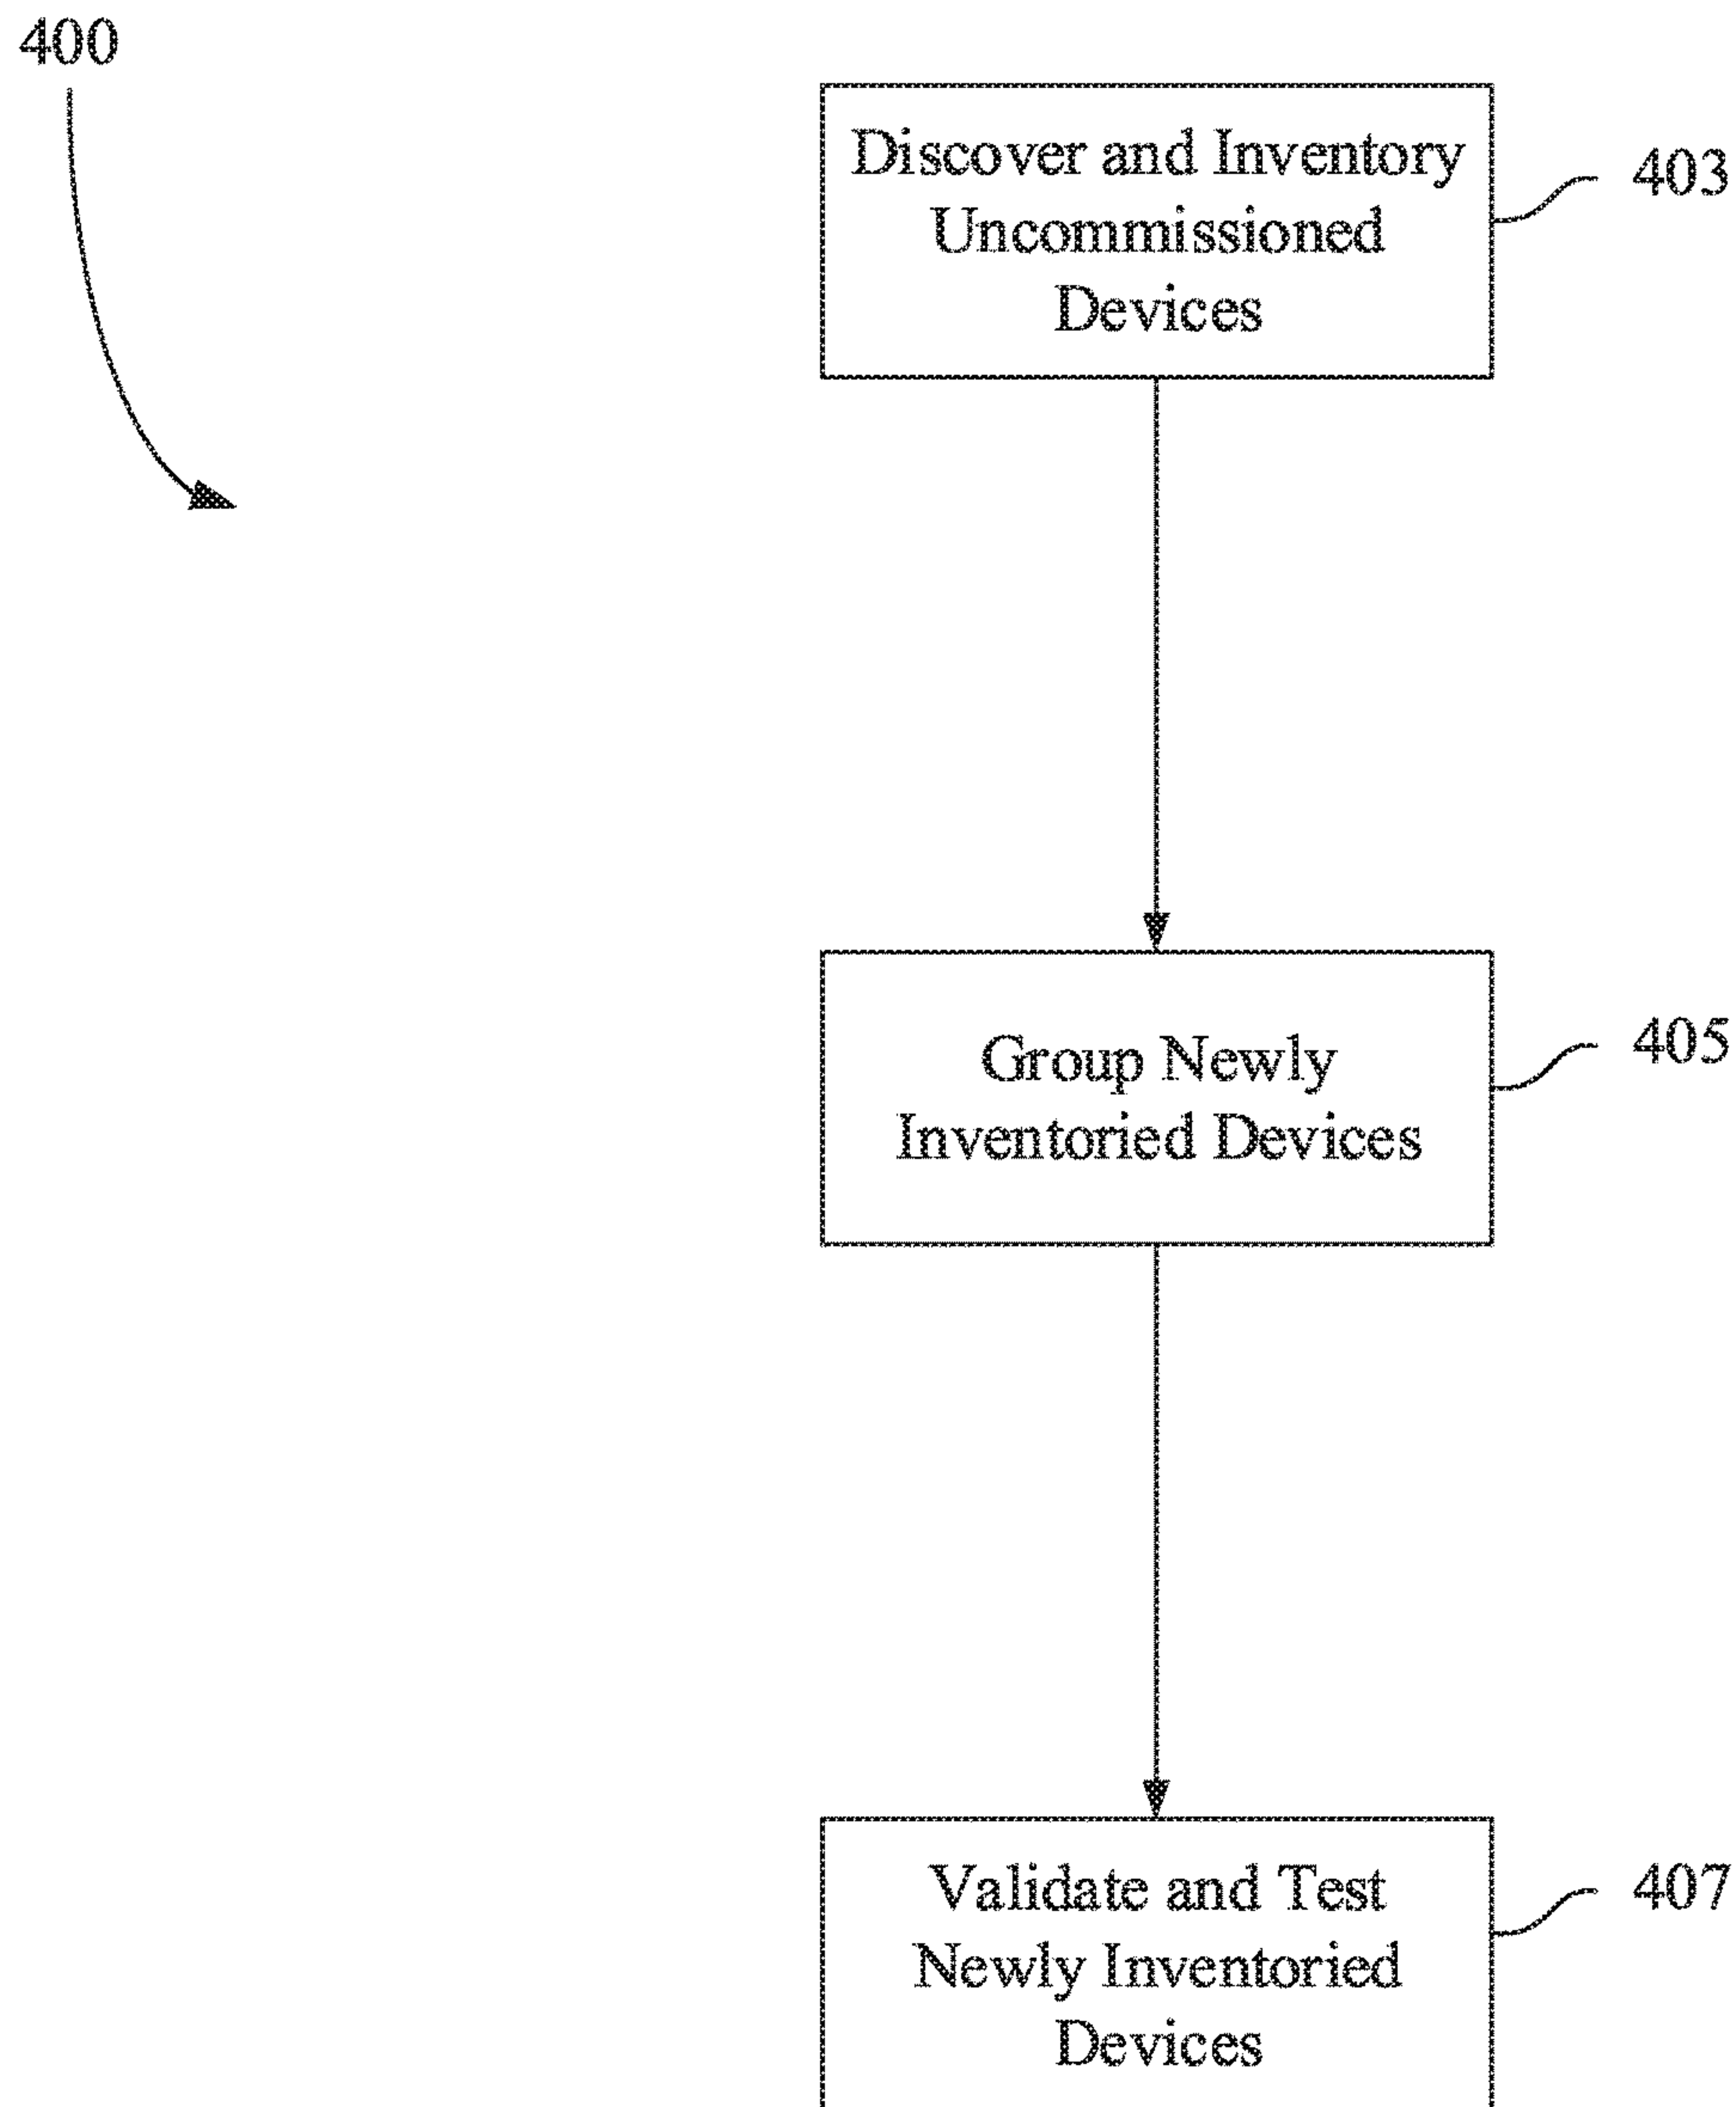 400
Discover and Inventory
Uncommissioned
Devices
403
Group Newly
Inventoried Devices
405
Validate and Test
Newly Inventoried
Devices
407